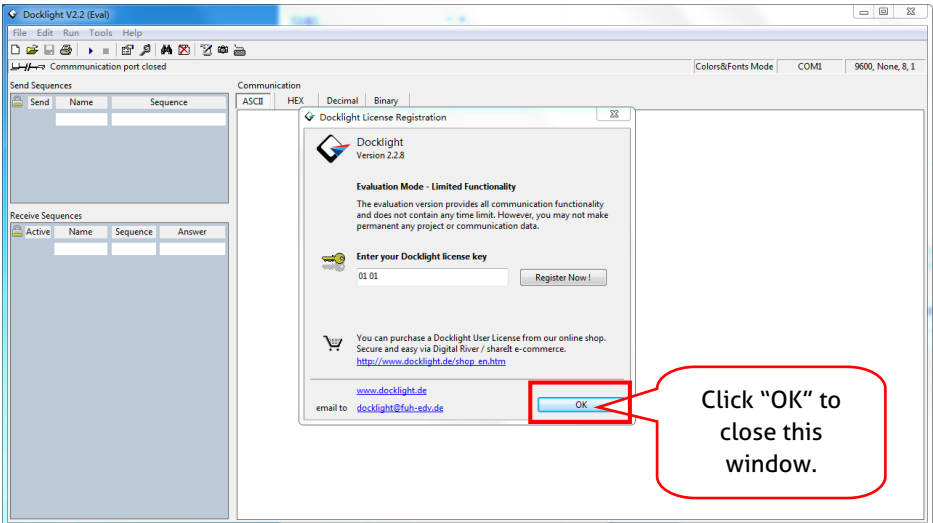 Docklight V2.2 (Eval)
File Edit Run Tools Help
Commmunication port closed
Colors&Fonts Mode COM1 9600, None, 8, 1
Send Sequences
Send Name Sequence
Communication
ASCII HEX Decimal Binary
Receive Sequences
Active Name Sequence Answer
Docklight License Registration
Docklight
Version 2.2.8
Evaluation Mode - Limited Functionality
The evaluation version provides all communication functionality
and does not contain any time limit. However, you may not make
permanent any project or communication data.
Enter your Docklight license key
01 01
Register Now !
You can purchase a Docklight User License from our online shop.
Secure and easy via Digital River / shareIt e-commerce.
http://www.docklight.de/shop_en.htm
www.docklight.de
email to docklight@fuh-edv.de
OK
Click “OK” to
close this
window.